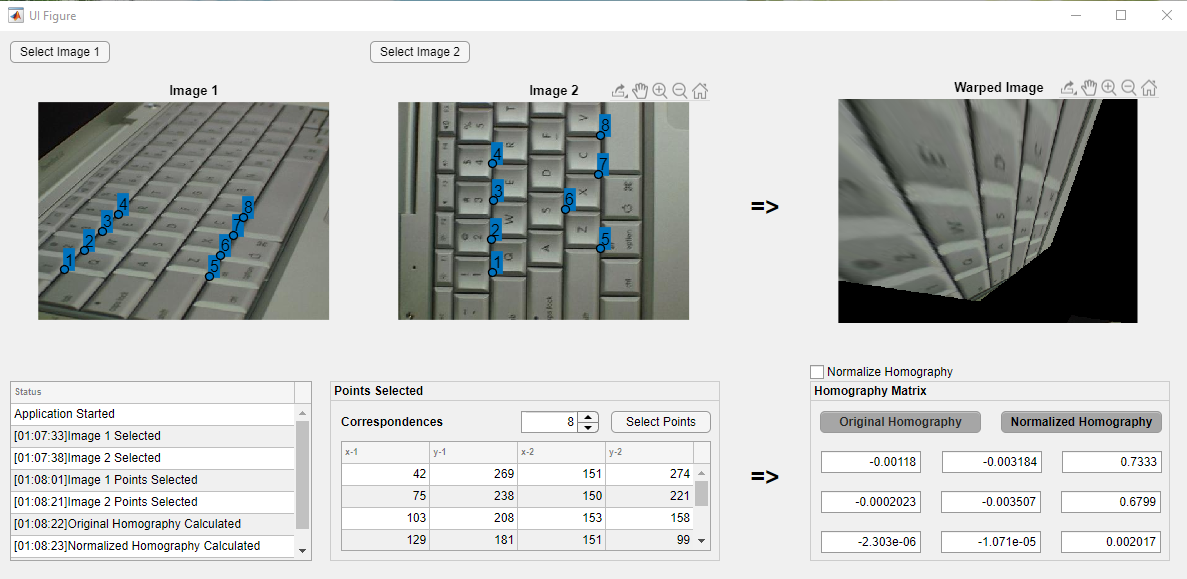 UI Figure
Select Image 1
Select Image 2
Image 1
Image 2
Warped Image
1
2
3
4
5
6
7
8
1
2
3
4
5
6
7
8
=>
Normalize Homography
Status
Application Started
[01:07:33]Image 1 Selected
[01:07:38]Image 2 Selected
[01:08:01]Image 1 Points Selected
[01:08:21]Image 2 Points Selected
[01:08:22]Original Homography Calculated
[01:08:23]Normalized Homography Calculated
Points Selected
Correspondences 8 Select Points
x-1 y-1 x-2 y-2
42 269 151 274
75 238 150 221
103 208 153 158
129 181 151 99
=>
Homography Matrix
Original Homography Normalized Homography
-0.00118 -0.003184 0.7333
-0.0002023 -0.003507 0.6799
-2.303e-06 -1.071e-05 0.002017